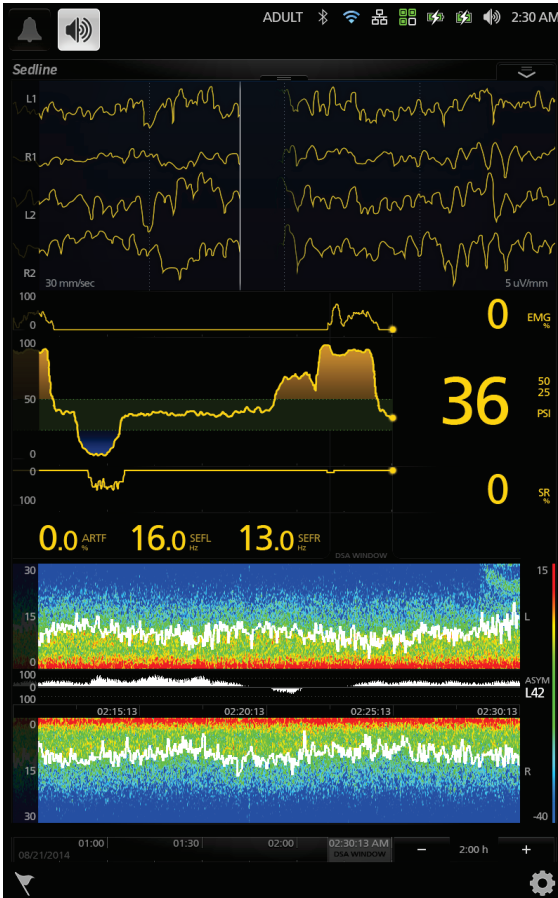 ADULT 2:30 AM
Sedline
L1
R1
L2
R2
30 mm/sec 5 uV/mm
100
0
0 EMG %
100
50
0
36 50 25 PSI
0
100
0 SR %
0.0 ARTF % 16.0 SEFL Hz 13.0 SEFR Hz
DSA WINDOW
30 15
15 L
0
100
0
100
ASYM
L42
02:15:13 02:20:13 02:25:13 02:30:13
0
15 R
30 -40
01:00 01:30 02:00 02:30:13 AM
08/21/2014 DSA WINDOW − 2:00 h +